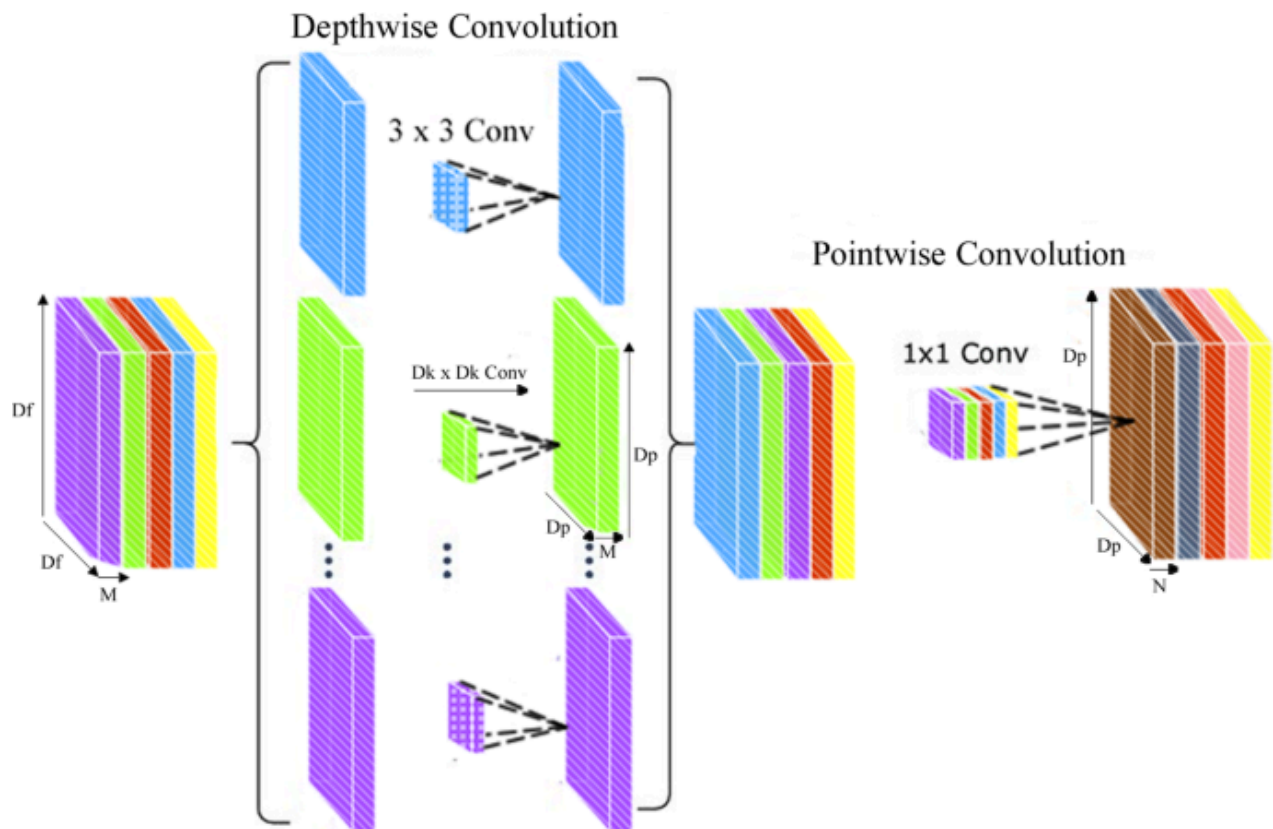 Depthwise Convolution
3 x 3 Conv
Pointwise Convolution
Df
Df
M
Dk x Dk Conv
Dp
Dp
M
1x1 Conv
Dp
Dp
N